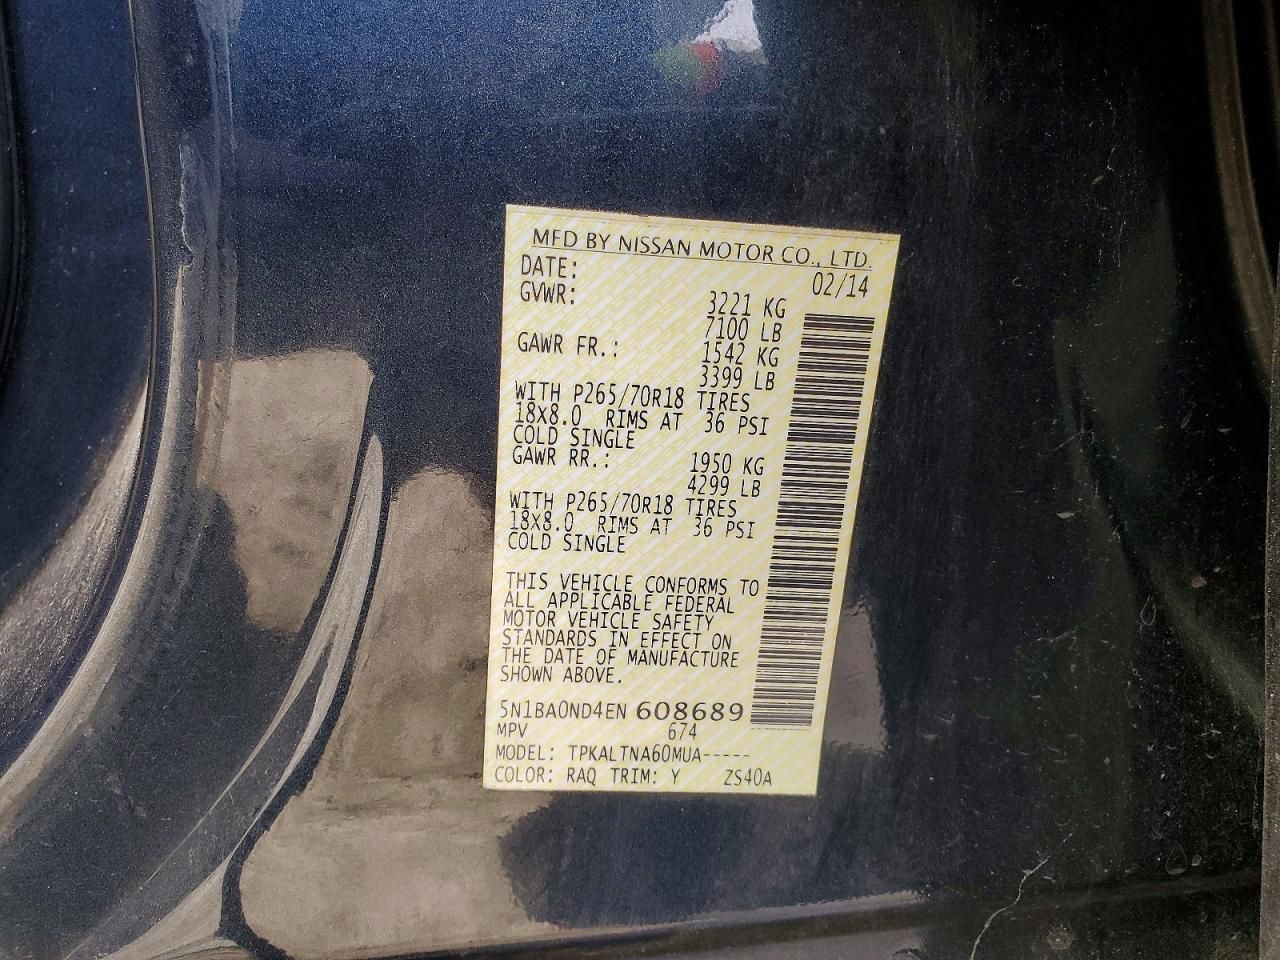 MFD BY NISSAN MOTOR CO., LTD.
DATE: 02/14
GVWR: 3221 KG
7100 LB
GAWR FR.: 1542 KG
3399 LB
WITH P265/70R18 TIRES
18X8.0 RIMS AT 36 PSI
COLD SINGLE
GAWR RR.: 1950 KG
4299 LB
WITH P265/70R18 TIRES
18X8.0 RIMS AT 36 PSI
COLD SINGLE
THIS VEHICLE CONFORMS TO
ALL APPLICABLE FEDERAL
MOTOR VEHICLE SAFETY
STANDARDS IN EFFECT ON
THE DATE OF MANUFACTURE
SHOWN ABOVE.
5N1BA0ND4EN 608689
MPV 674
MODEL: TPKALTNA60MUA-----
COLOR: RAQ TRIM: Y ZS40A